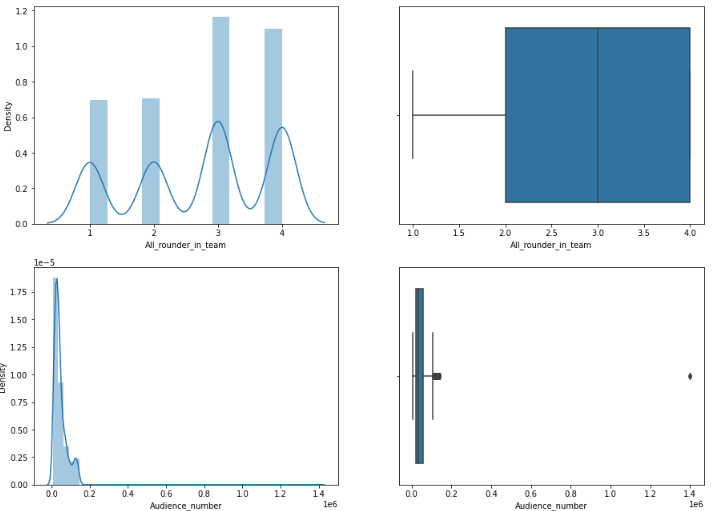 1.2
1.0
0.8
0.6
0.4
0.2
0.0
Density
1 2 3 4
All_rounder_in_team
1.0 1.5 2.0 2.5 3.0 3.5 4.0
All_rounder_in_team
1e−5
1.75
1.50
1.25
1.00
0.75
0.50
0.25
0.00
Density
0.0 0.2 0.4 0.6 0.8 1.0 1.2 1.4
1e6
Audience_number
0.0 0.2 0.4 0.6 0.8 1.0 1.2 1.4
1e6
Audience_number